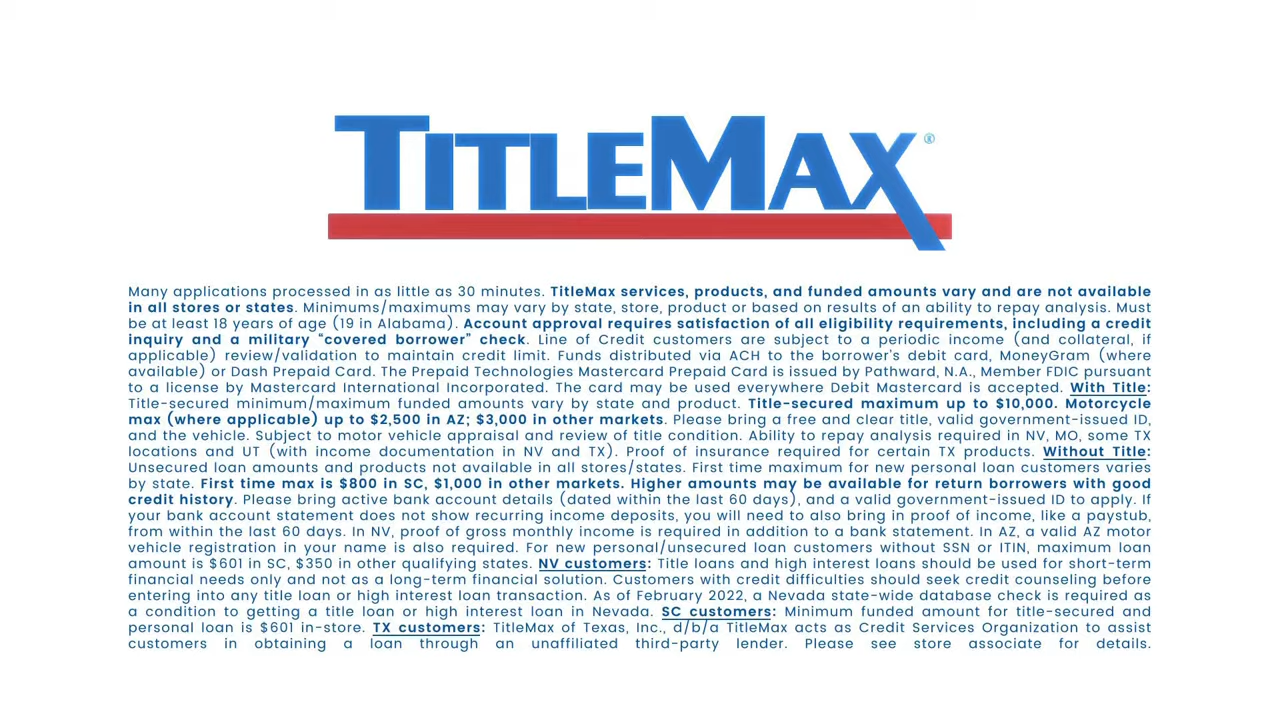 TITLEMAX®
Many applications processed in as little as 30 minutes. TitleMax services, products, and funded amounts vary and are not available
in all stores or states. Minimums/maximums may vary by state, store, product or based on results of an ability to repay analysis. Must
be at least 18 years of age (19 in Alabama). Account approval requires satisfaction of all eligibility requirements, including a credit
inquiry and a military “covered borrower” check. Line of Credit customers are subject to a periodic income (and collateral, if
applicable) review/validation to maintain credit limit. Funds distributed via ACH to the borrower’s debit card, MoneyGram (where
available) or Dash Prepaid Card. The Prepaid Technologies Mastercard Prepaid Card is issued by Pathward, N.A., Member FDIC pursuant
to a license by Mastercard International Incorporated. The card may be used everywhere Debit Mastercard is accepted. With Title:
Title-secured minimum/maximum funded amounts vary by state and product. Title-secured maximum up to $10,000. Motorcycle
max (where applicable) up to $2,500 in AZ; $3,000 in other markets. Please bring a free and clear title, valid government-issued ID,
and the vehicle. Subject to motor vehicle appraisal and review of title condition. Ability to repay analysis required in NV, MO, some TX
locations and UT (with income documentation in NV and TX). Proof of insurance required for certain TX products. Without Title:
Unsecured loan amounts and products not available in all stores/states. First time maximum for new personal loan customers varies
by state. First time max is $800 in SC, $1,000 in other markets. Higher amounts may be available for return borrowers with good
credit history. Please bring active bank account details (dated within the last 60 days), and a valid government-issued ID to apply. If
your bank account statement does not show recurring income deposits, you will need to also bring in proof of income, like a paystub,
from within the last 60 days. In NV, proof of gross monthly income is required in addition to a bank statement. In AZ, a valid AZ motor
vehicle registration in your name is also required. For new personal/unsecured loan customers without SSN or ITIN, maximum loan
amount is $601 in SC, $350 in other qualifying states. NV customers: Title loans and high interest loans should be used for short-term
financial needs only and not as a long-term financial solution. Customers with credit difficulties should seek credit counseling before
entering into any title loan or high interest loan transaction. As of February 2022, a Nevada state-wide database check is required as
a condition to getting a title loan or high interest loan in Nevada. SC customers: Minimum funded amount for title-secured and
personal loan is $601 in-store. TX customers: TitleMax of Texas, Inc., d/b/a TitleMax acts as Credit Services Organization to assist
customers in obtaining a loan through an unaffiliated third-party lender. Please see store associate for details.